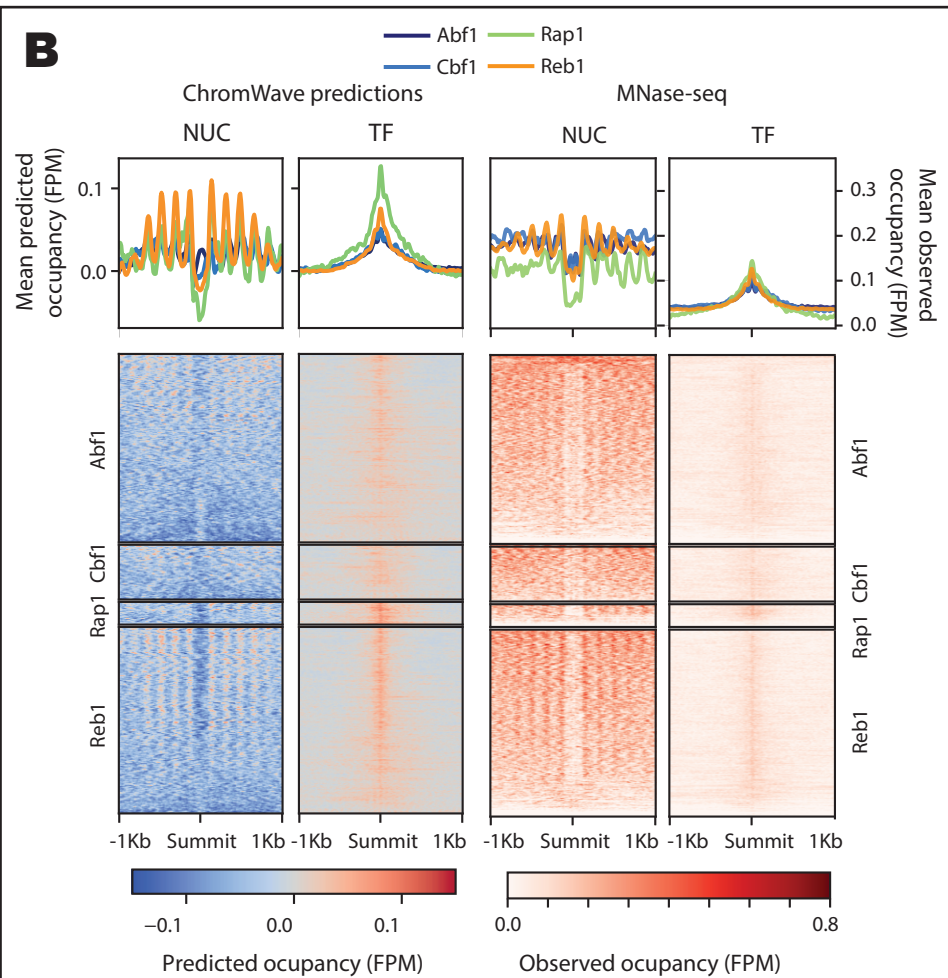 B
Abf1 Rap1
Cbf1 Reb1
ChromWave predictions MNase-seq
NUC TF NUC TF
Mean predicted
occupancy (FPM)
0.1
0.0
0.3
0.2
0.1
0.0
Mean observed
occupancy (FPM)
Abf1
Cbf1
Rap1
Reb1
Abf1
Cbf1
Rap1
Reb1
-1Kb Summit 1Kb -1Kb Summit 1Kb -1Kb Summit 1Kb -1Kb Summit 1Kb
−0.1 0.0 0.1
Predicted ocupancy (FPM)
0.0 0.8
Observed occupancy (FPM)